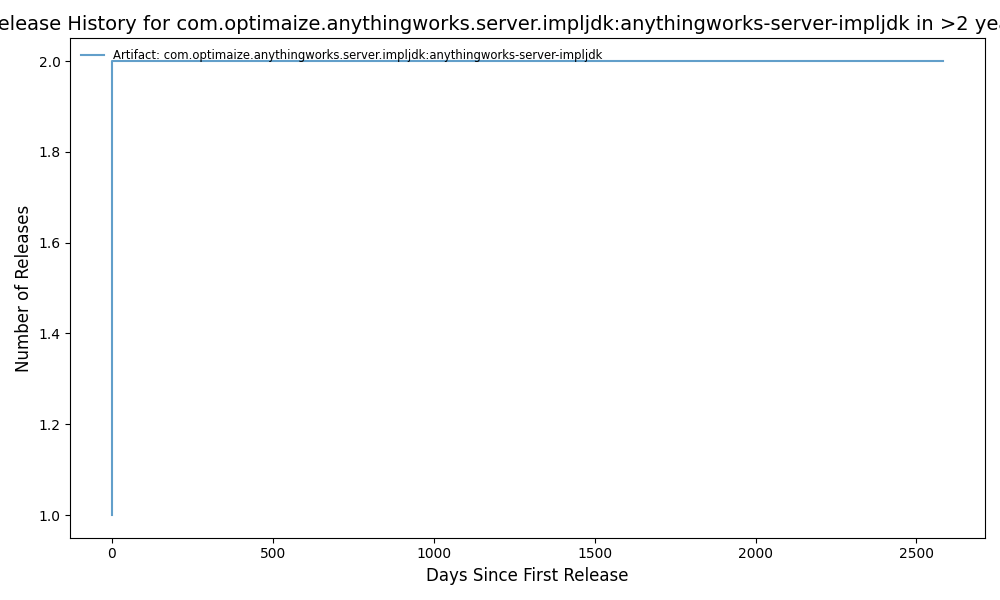 elease History for com.optimaize.anythingworks.server.impljdk:anythingworks-server-impljdk in >2 yea
Artifact: com.optimaize.anythingworks.server.impljdk:anythingworks-server-impljdk
2.0
1.8
1.6
1.4
1.2
1.0
Number of Releases
0 500 1000 1500 2000 2500
Days Since First Release